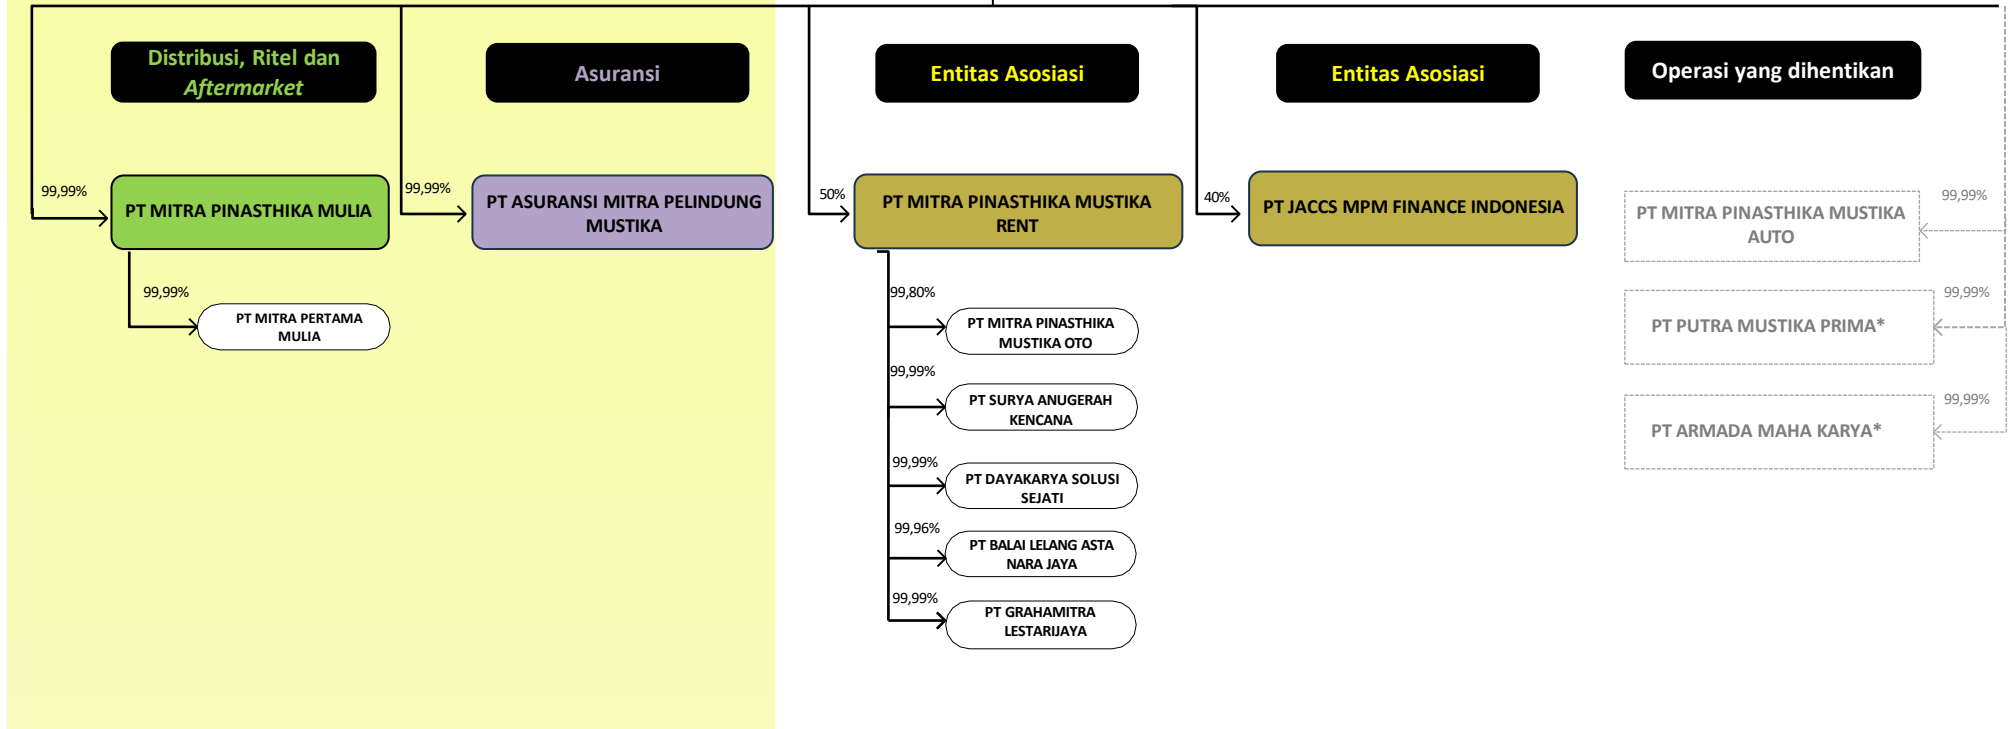 Distribusi, Ritel dan
Aftermarket
Asuransi
Entitas Asosiasi
Entitas Asosiasi
Operasi yang dihentikan
99,99%
PT MITRA PINASTHIKA MULIA
99,99%
PT MITRA PERTAMA
MULIA
99,99%
PT ASURANSI MITRA PELINDUNG
MUSTIKA
50%
PT MITRA PINASTHIKA MUSTIKA
RENT
99,80%
PT MITRA PINASTHIKA
MUSTIKA OTO
99,99%
PT SURYA ANUGERAH
KENCANA
99,99%
PT DAYAKARYA SOLUSI
SEJATI
99,96%
PT BALAI LELANG ASTA
NARA JAYA
99,99%
PT GRAHAMITRA
LESTARIJAYA
40%
PT JACCS MPM FINANCE INDONESIA
99,99%
PT MITRA PINASTHIKA MUSTIKA
AUTO
99,99%
PT PUTRA MUSTIKA PRIMA*
99,99%
PT ARMADA MAHA KARYA*